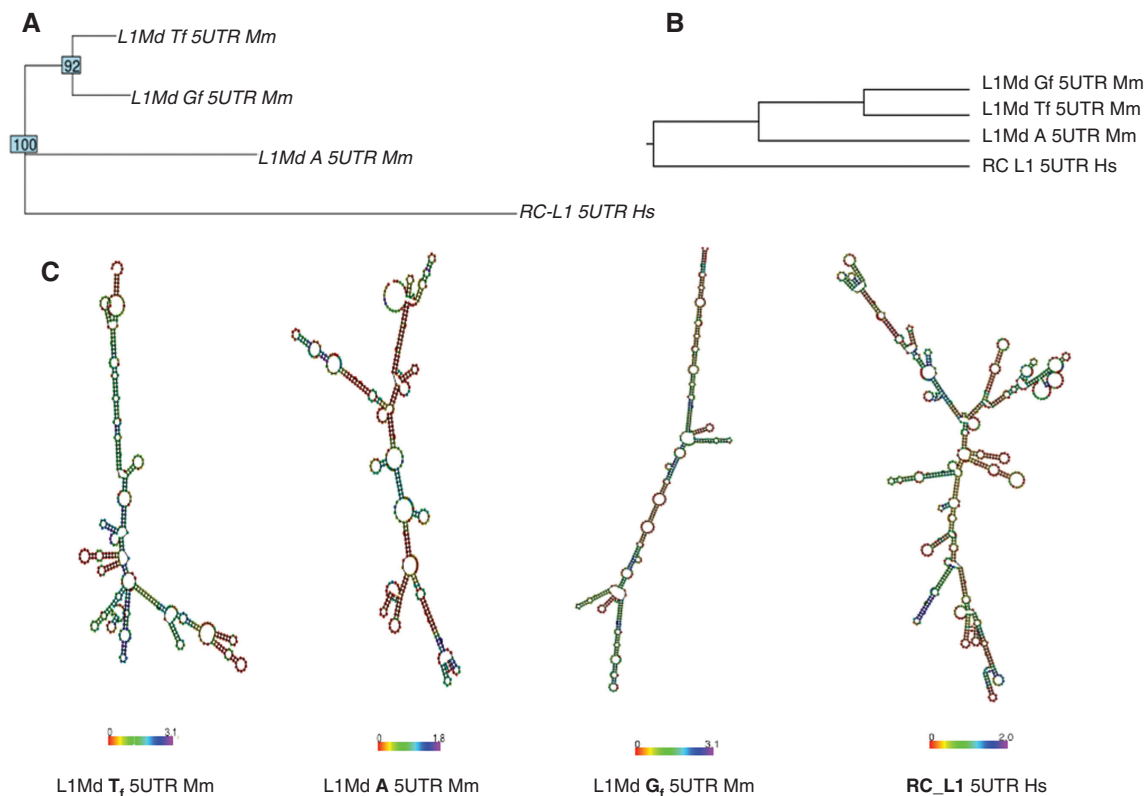 A
L1Md Tf 5UTR Mm
92
L1Md Gf 5UTR Mm
100
L1Md A 5UTR Mm
RC-L1 5UTR Hs
B
L1Md Gf 5UTR Mm
L1Md Tf 5UTR Mm
L1Md A 5UTR Mm
RC L1 5UTR Hs
C
0 3.1
0 1.8
0 3.1
0 2.0
L1Md Tf 5UTR Mm
L1Md A 5UTR Mm
L1Md Gf 5UTR Mm
RC_L1 5UTR Hs